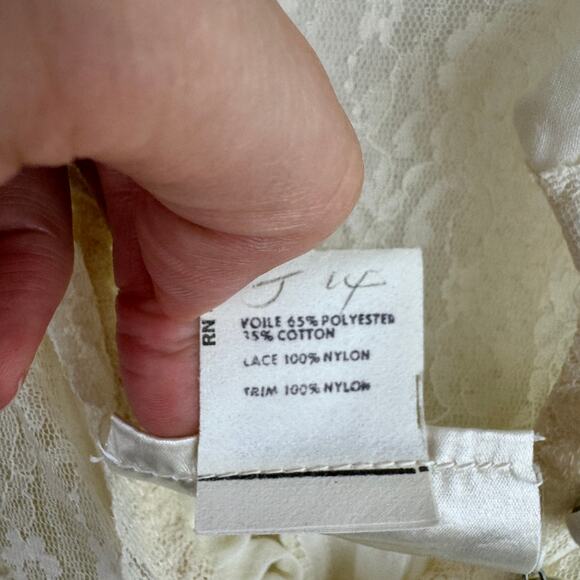 J 14
RN
VOILE 65% POLYESTER
35% COTTON
LACE 100% NYLON
TRIM 100% NYLON